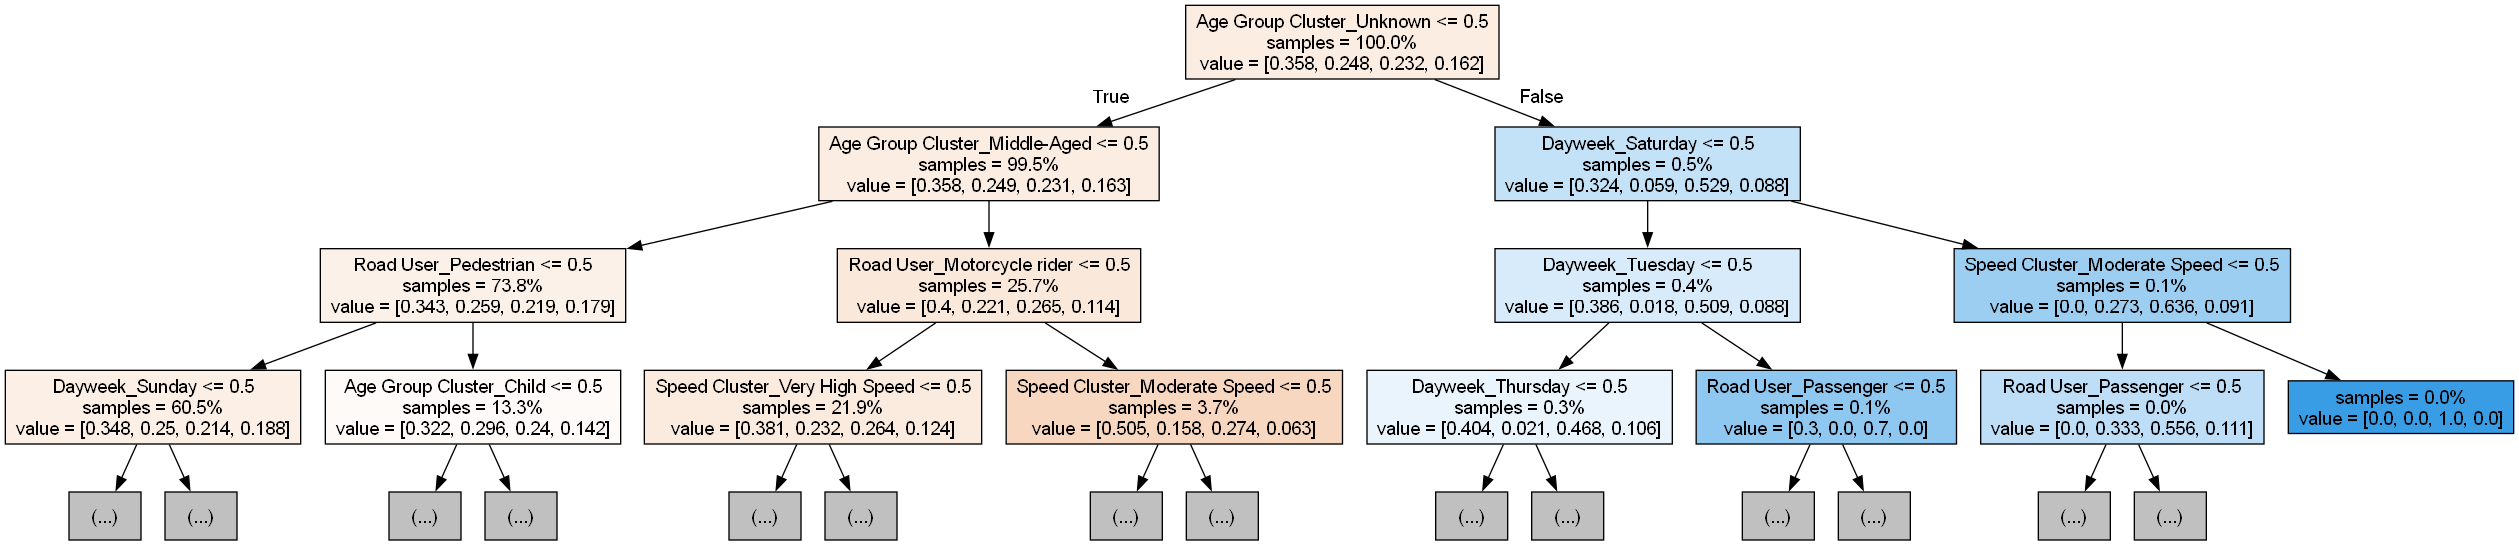 Age Group Cluster_Unknown <= 0.5
samples = 100.0%
value = [0.358, 0.248, 0.232, 0.162]
True
False
Age Group Cluster_Middle-Aged <= 0.5
samples = 99.5%
value = [0.358, 0.249, 0.231, 0.163]
Dayweek_Saturday <= 0.5
samples = 0.5%
value = [0.324, 0.059, 0.529, 0.088]
Road User_Pedestrian <= 0.5
samples = 73.8%
value = [0.343, 0.259, 0.219, 0.179]
Road User_Motorcycle rider <= 0.5
samples = 25.7%
value = [0.4, 0.221, 0.265, 0.114]
Dayweek_Tuesday <= 0.5
samples = 0.4%
value = [0.386, 0.018, 0.509, 0.088]
Speed Cluster_Moderate Speed <= 0.5
samples = 0.1%
value = [0.0, 0.273, 0.636, 0.091]
Dayweek_Sunday <= 0.5
samples = 60.5%
value = [0.348, 0.25, 0.214, 0.188]
Age Group Cluster_Child <= 0.5
samples = 13.3%
value = [0.322, 0.296, 0.24, 0.142]
Speed Cluster_Very High Speed <= 0.5
samples = 21.9%
value = [0.381, 0.232, 0.264, 0.124]
Speed Cluster_Moderate Speed <= 0.5
samples = 3.7%
value = [0.505, 0.158, 0.274, 0.063]
Dayweek_Thursday <= 0.5
samples = 0.3%
value = [0.404, 0.021, 0.468, 0.106]
Road User_Passenger <= 0.5
samples = 0.1%
value = [0.3, 0.0, 0.7, 0.0]
Road User_Passenger <= 0.5
samples = 0.0%
value = [0.0, 0.333, 0.556, 0.111]
samples = 0.0%
value = [0.0, 0.0, 1.0, 0.0]
(...)
(...)
(...)
(...)
(...)
(...)
(...)
(...)
(...)
(...)
(...)
(...)
(...)
(...)